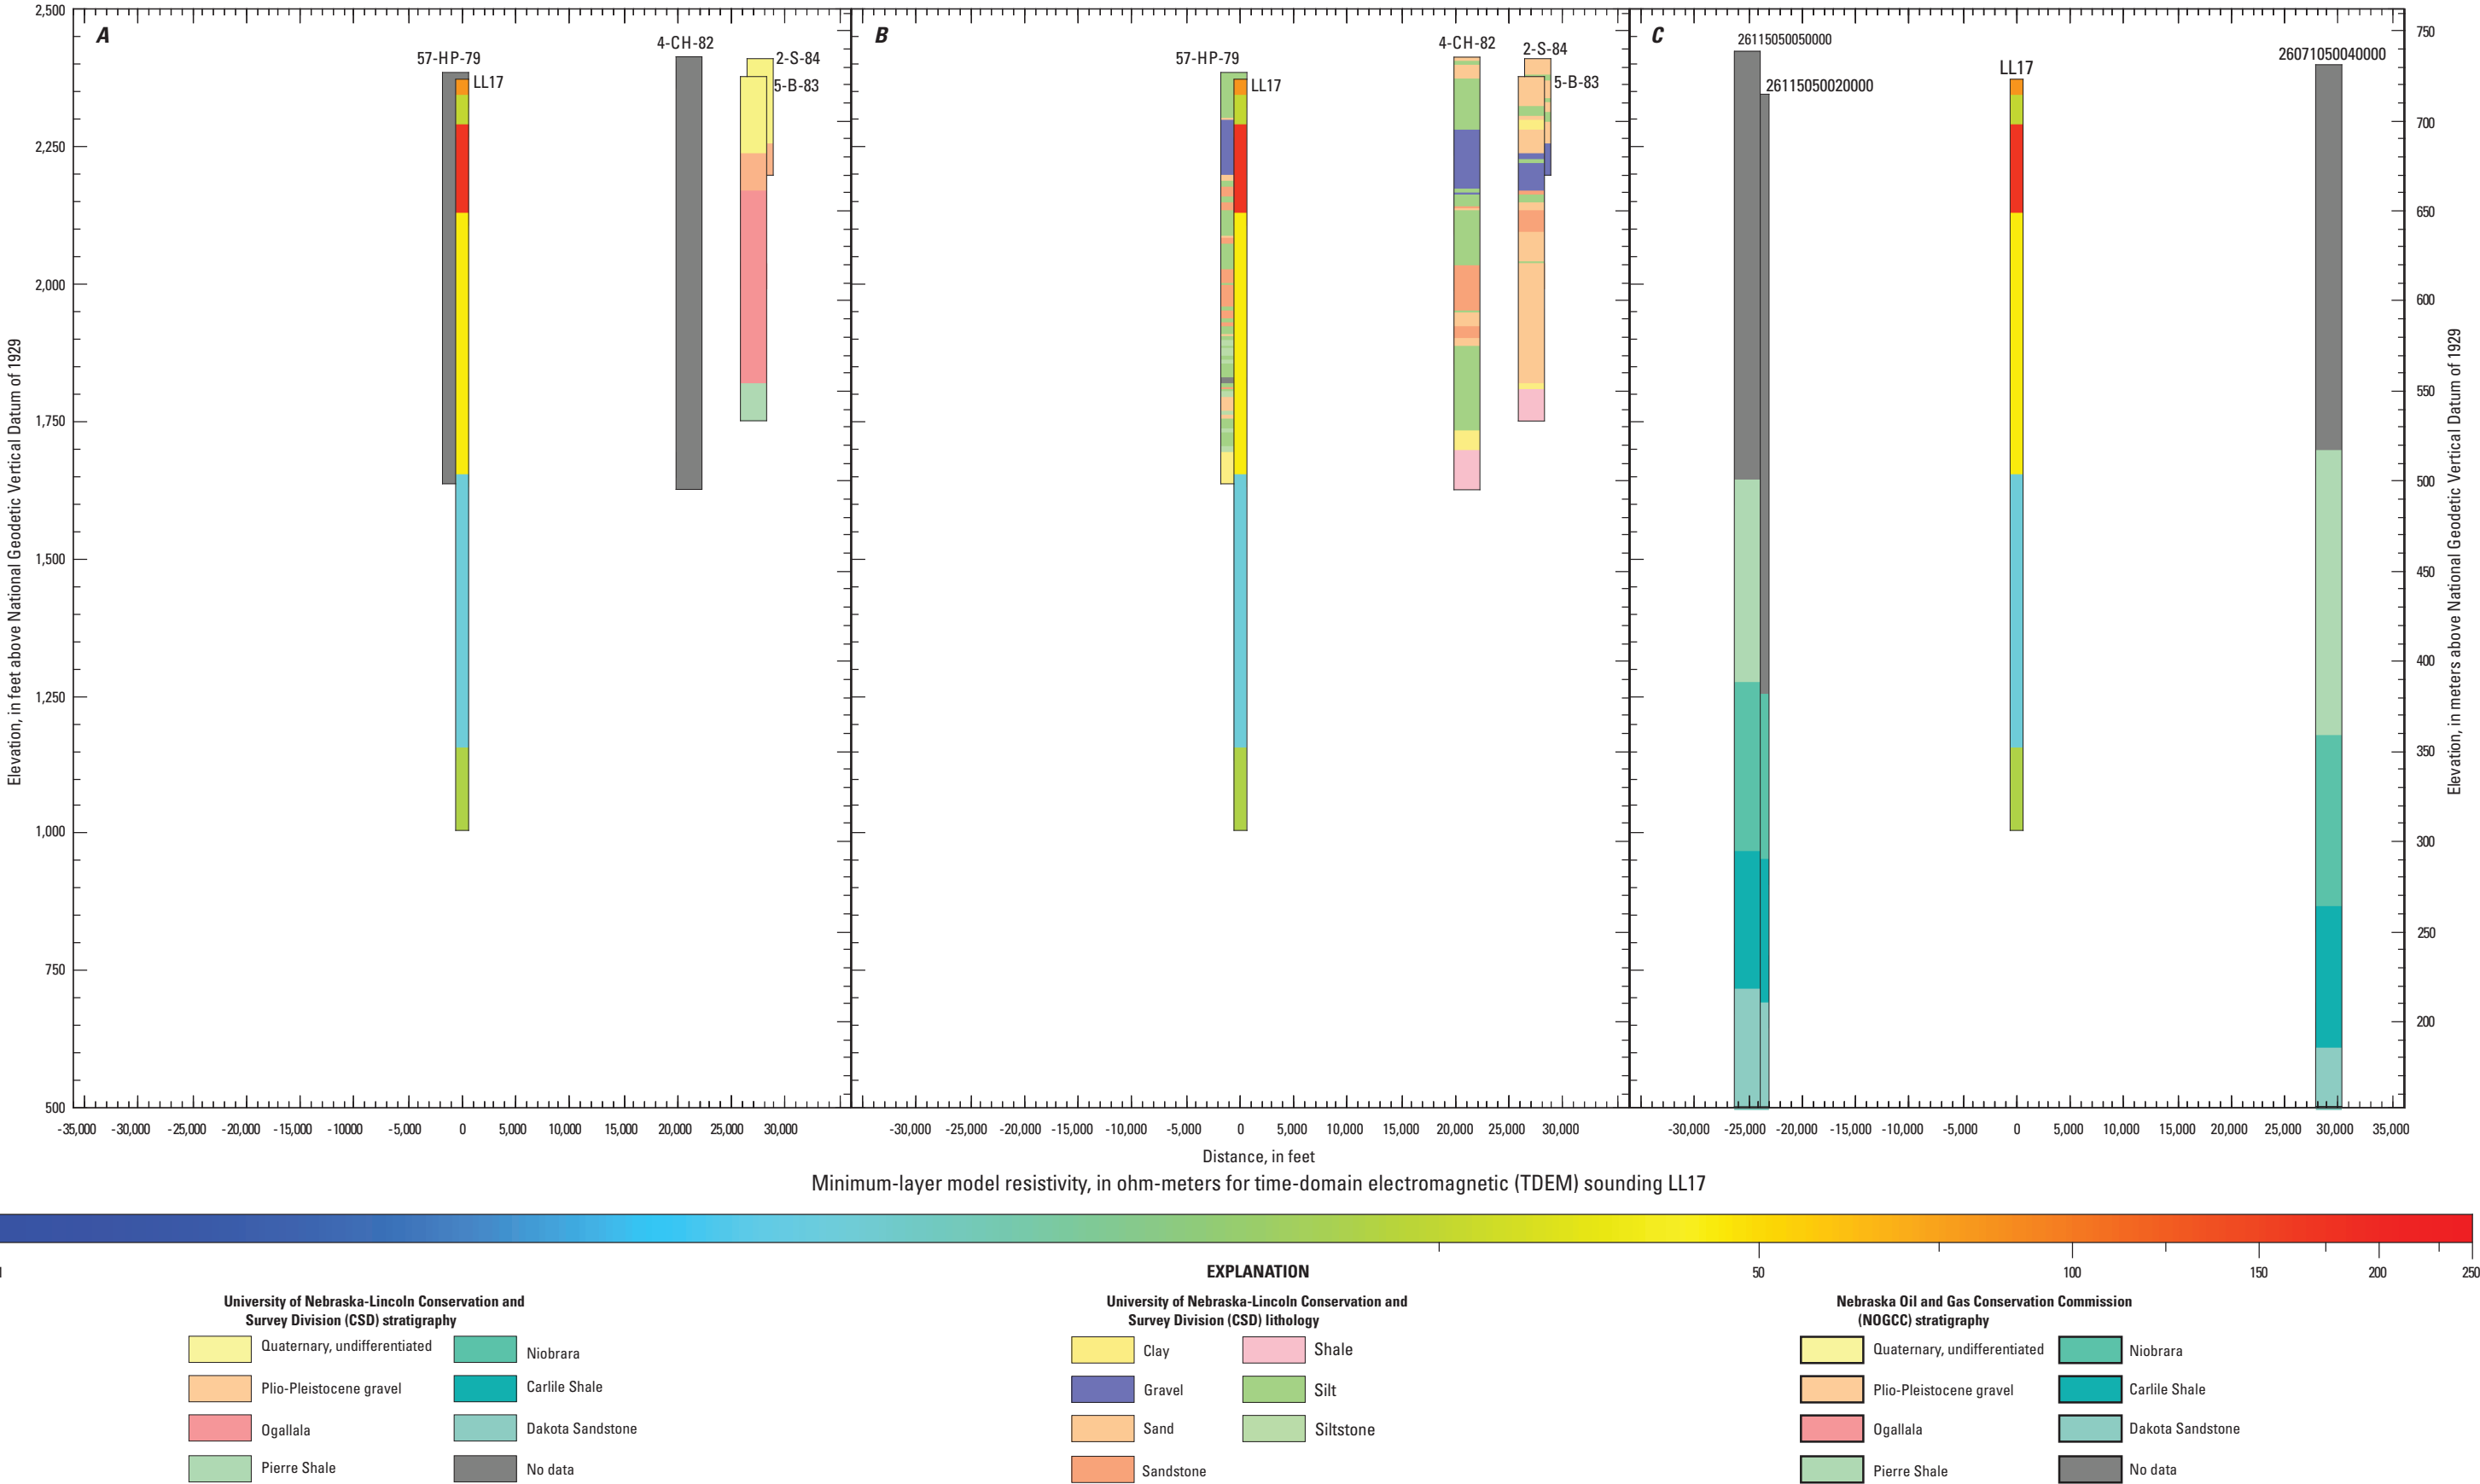 2,500
2,250
2,000
1,750
1,500
1,250
1,000
750
500
Elevation, in feet above National Geodetic Vertical Datum of 1929
A
57-HP-79
LL17
4-CH-82
2-S-84
5-B-83
B
57-HP-79
LL17
4-CH-82
2-S-84
5-B-83
C
26115050050000
26115050020000
LL17
26071050040000
750
700
650
600
550
500
450
400
350
300
250
200
Elevation, in meters above National Geodetic Vertical Datum of 1929
-35,000 -30,000 -25,000 -20,000 -15,000 -10000 -5,000 0 5,000 10,000 15,000 20,000 25,000 30,000
-30,000 -25,000 -20,000 -15,000 -10,000 -5,000 0 5,000 10,000 15,000 20,000 25,000 30,000
-30,000 -25,000 -20,000 -15,000 -10,000 -5,000 0 5,000 10,000 15,000 20,000 25,000 30,000 35,000
Distance, in feet
Minimum-layer model resistivity, in ohm-meters for time-domain electromagnetic (TDEM) sounding LL17
50 100 150 200 250
EXPLANATION
University of Nebraska-Lincoln Conservation and
Survey Division (CSD) stratigraphy
Quaternary, undifferentiated
Plio-Pleistocene gravel
Ogallala
Pierre Shale
Niobrara
Carlile Shale
Dakota Sandstone
No data
University of Nebraska-Lincoln Conservation and
Survey Division (CSD) lithology
Clay
Gravel
Sand
Sandstone
Shale
Silt
Siltstone
Nebraska Oil and Gas Conservation Commission
(NOGCC) stratigraphy
Quaternary, undifferentiated
Plio-Pleistocene gravel
Ogallala
Pierre Shale
Niobrara
Carlile Shale
Dakota Sandstone
No data